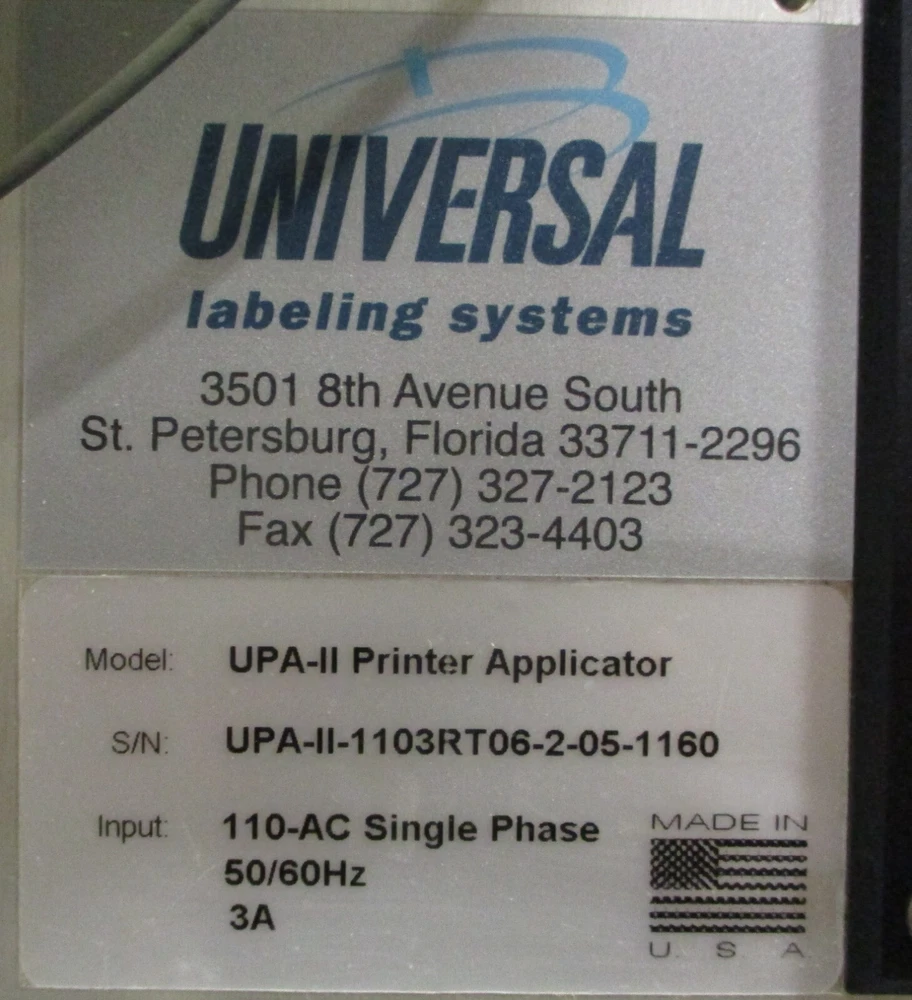 UNIVERSAL
labeling systems
3501 8th Avenue South
St. Petersburg, Florida 33711-2296
Phone (727) 327-2123
Fax (727) 323-4403
Model: UPA-II Printer Applicator
S/N: UPA-II-1103RT06-2-05-1160
Input: 110-AC Single Phase
50/60Hz
3A
MADE IN
U. S. A.